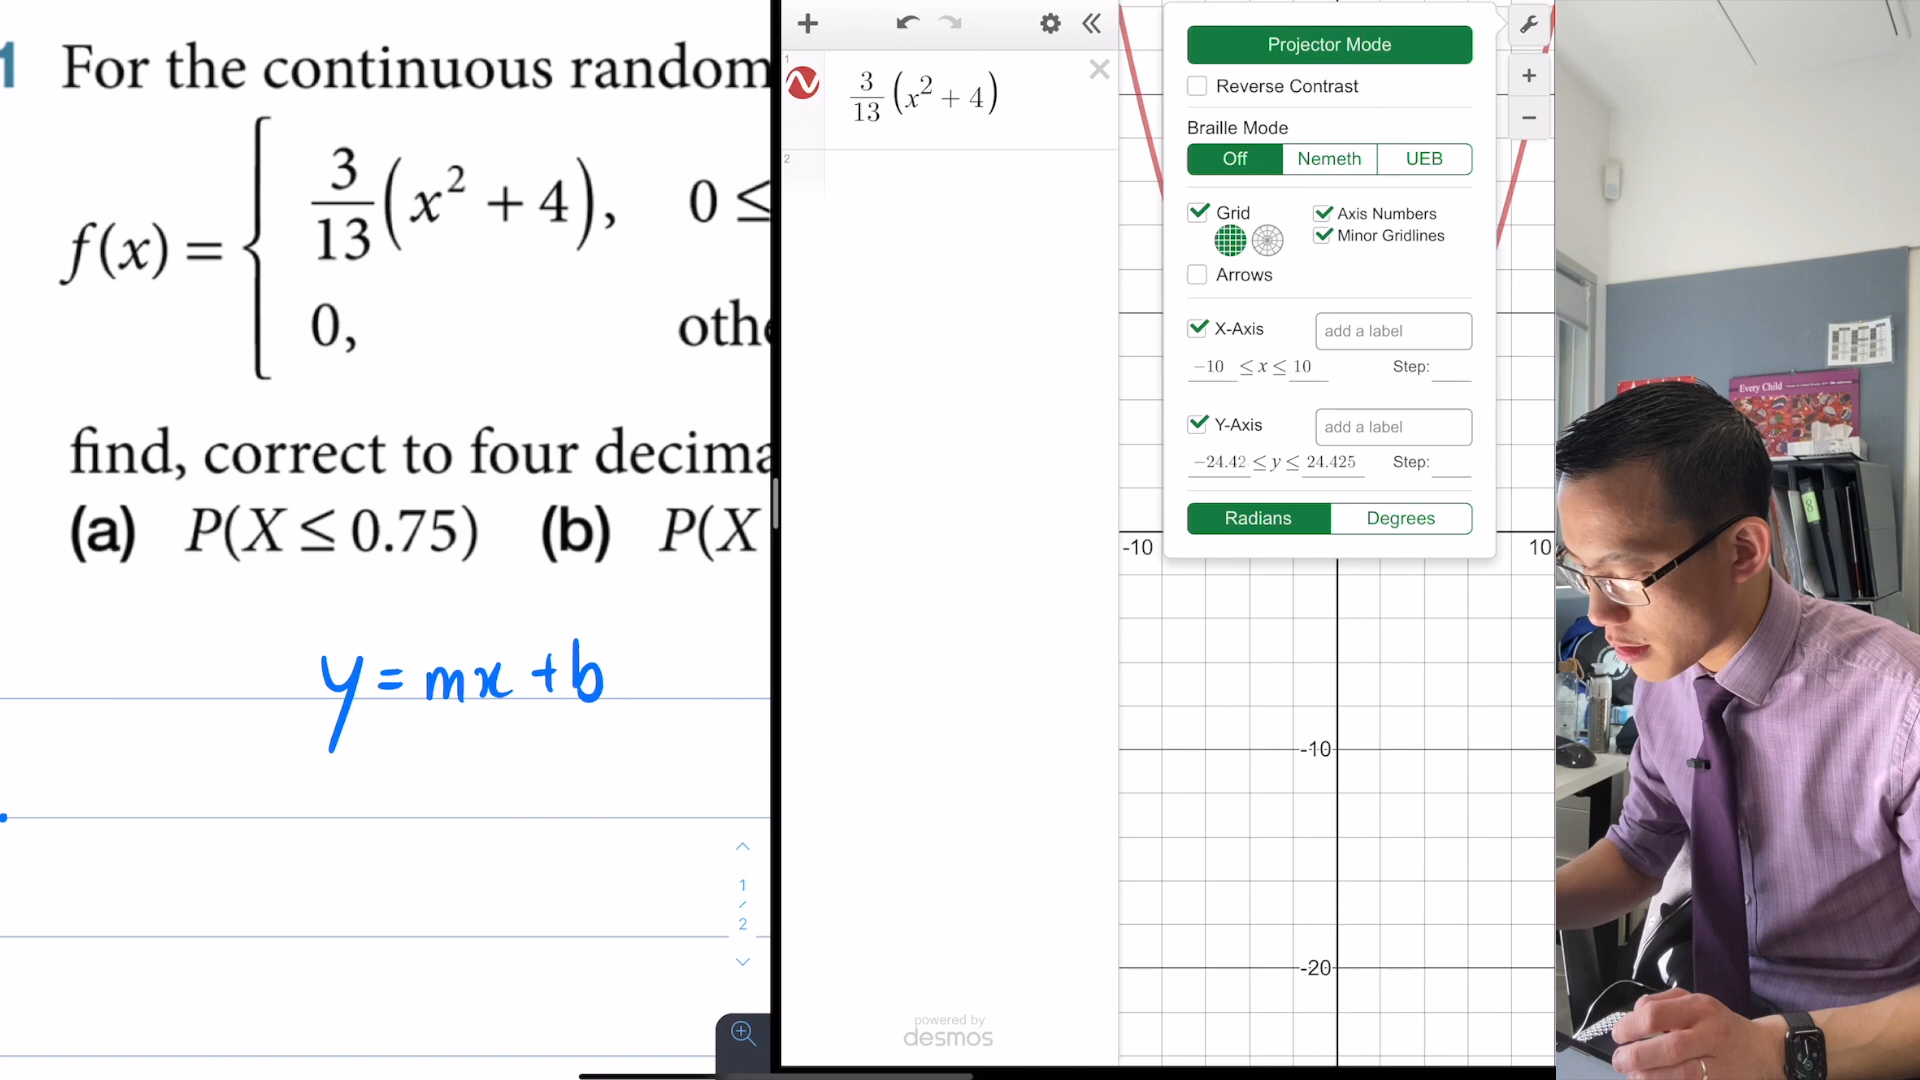 1 For the continuous random
f(x) = { 3/13 (x² + 4), 0 ≤
0, othe
find, correct to four decima
(a) P(X ≤ 0.75) (b) P(X
y = mx + b
1
/
2
1
3/13 (x² + 4)
2
powered by
desmos
Projector Mode
Reverse Contrast
Braille Mode
Off Nemeth UEB
Grid Axis Numbers
Minor Gridlines
Arrows
X-Axis add a label
-10 ≤ x ≤ 10 Step:
Y-Axis add a label
-24.42 ≤ y ≤ 24.425 Step:
Radians Degrees
-10 10
-10
-20
Every Child